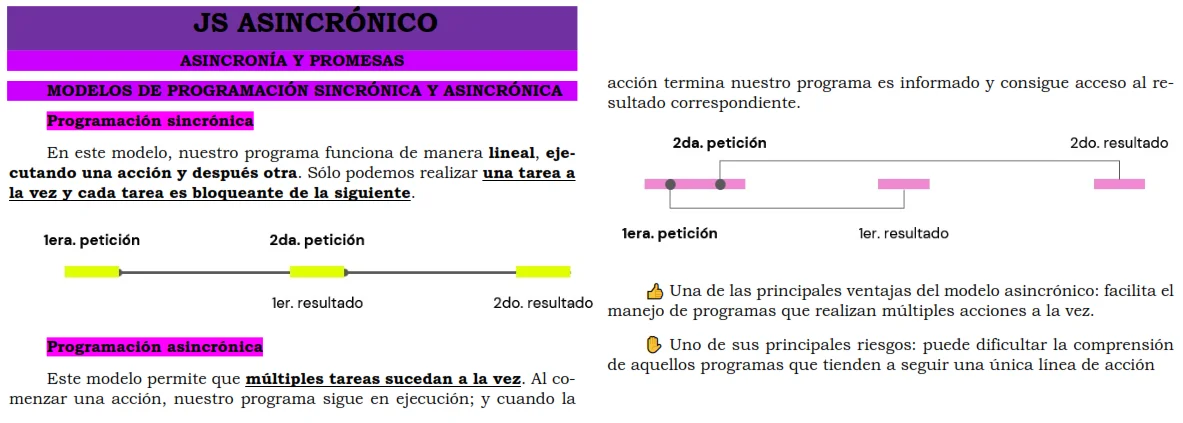 JS ASINCRÓNICO
ASINCRONÍA Y PROMESAS
MODELOS DE PROGRAMACIÓN SINCRÓNICA Y ASINCRÓNICA
Programación sincrónica
En este modelo, nuestro programa funciona de manera lineal, eje-
cutando una acción y después otra. Sólo podemos realizar una tarea a
la vez y cada tarea es bloqueante de la siguiente.
1era. petición
2da. petición
1er. resultado
2do. resultado
Programación asincrónica
Este modelo permite que múltiples tareas sucedan a la vez. Al co-
menzar una acción, nuestro programa sigue en ejecución; y cuando la
acción termina nuestro programa es informado y consigue acceso al re-
sultado correspondiente.
2da. petición
2do. resultado
1era. petición
1er. resultado
👍 Una de las principales ventajas del modelo asincrónico: facilita el
manejo de programas que realizan múltiples acciones a la vez.
✋ Uno de sus principales riesgos: puede dificultar la comprensión
de aquellos programas que tienden a seguir una única línea de acción